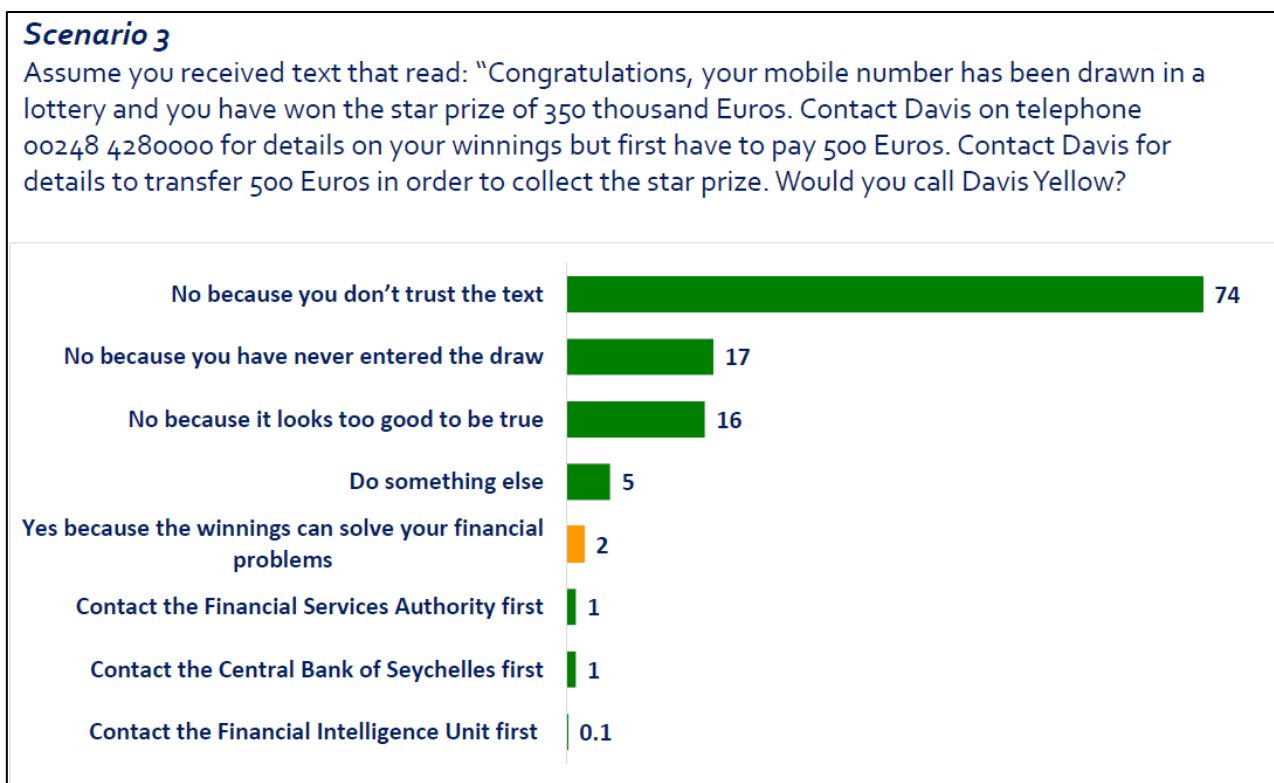 Scenario 3
Assume you received text that read: “Congratulations, your mobile number has been drawn in a
lottery and you have won the star prize of 350 thousand Euros. Contact Davis on telephone
00248 4280000 for details on your winnings but first have to pay 500 Euros. Contact Davis for
details to transfer 500 Euros in order to collect the star prize. Would you call Davis Yellow?
No because you don’t trust the text 74
No because you have never entered the draw 17
No because it looks too good to be true 16
Do something else 5
Yes because the winnings can solve your financial
problems 2
Contact the Financial Services Authority first 1
Contact the Central Bank of Seychelles first 1
Contact the Financial Intelligence Unit first 0.1